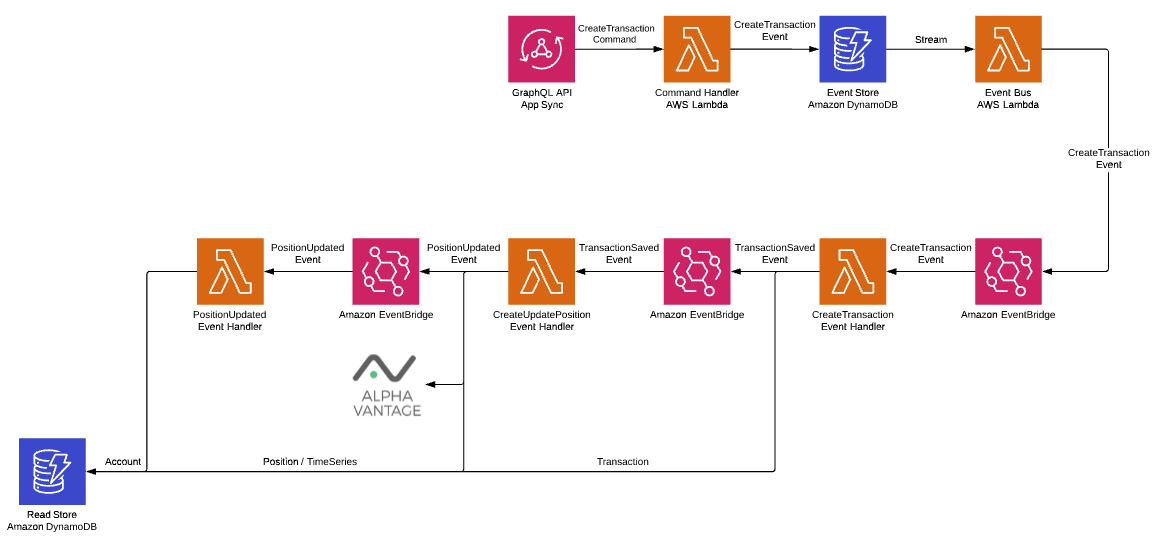 CreateTransaction
Command
CreateTransaction
Event
Stream
GraphQL API
App Sync
Command Handler
AWS Lambda
Event Store
Amazon DynamoDB
Event Bus
AWS Lambda
CreateTransaction
Event
PositionUpdated
Event
PositionUpdated
Event
TransactionSaved
Event
TransactionSaved
Event
CreateTransaction
Event
PositionUpdated
Event Handler
Amazon EventBridge
CreateUpdatePosition
Event Handler
Amazon EventBridge
CreateTransaction
Event Handler
Amazon EventBridge
ALPHA
VANTAGE
Account
Position / TimeSeries
Transaction
Read Store
Amazon DynamoDB